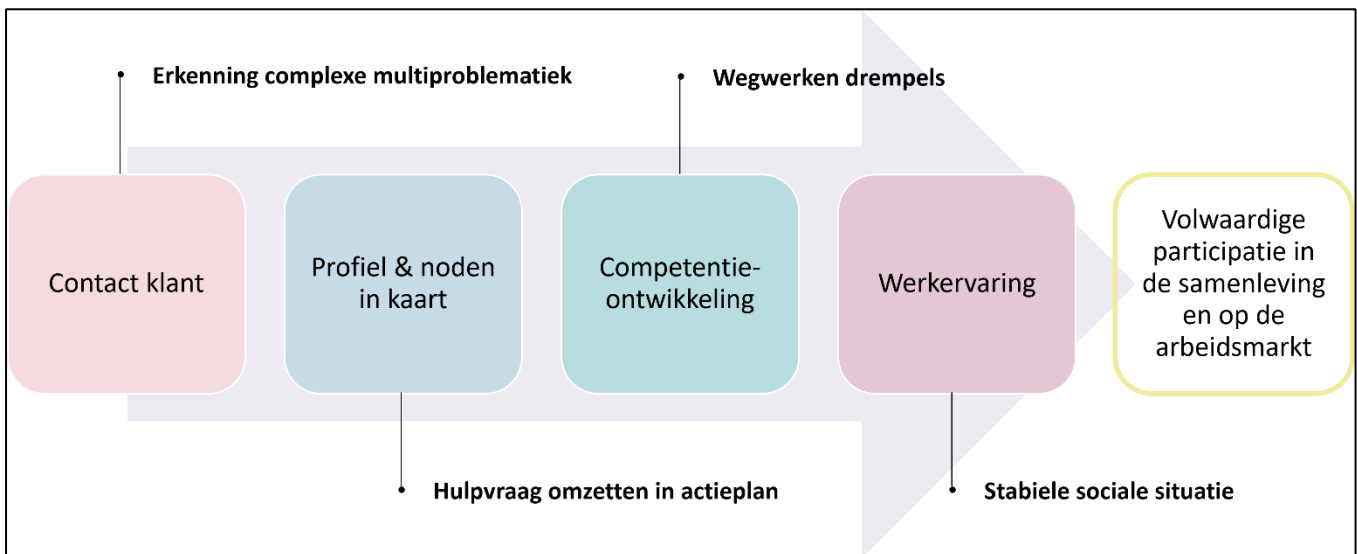 Erkenning complexe multiproblematiek
Wegwerken drempels
Contact klant
Profiel & noden
in kaart
Competentie-
ontwikkeling
Werkervaring
Volwaardige
participatie in
de samenleving
en op de
arbeidsmarkt
Hulpvraag omzetten in actieplan
Stabiele sociale situatie